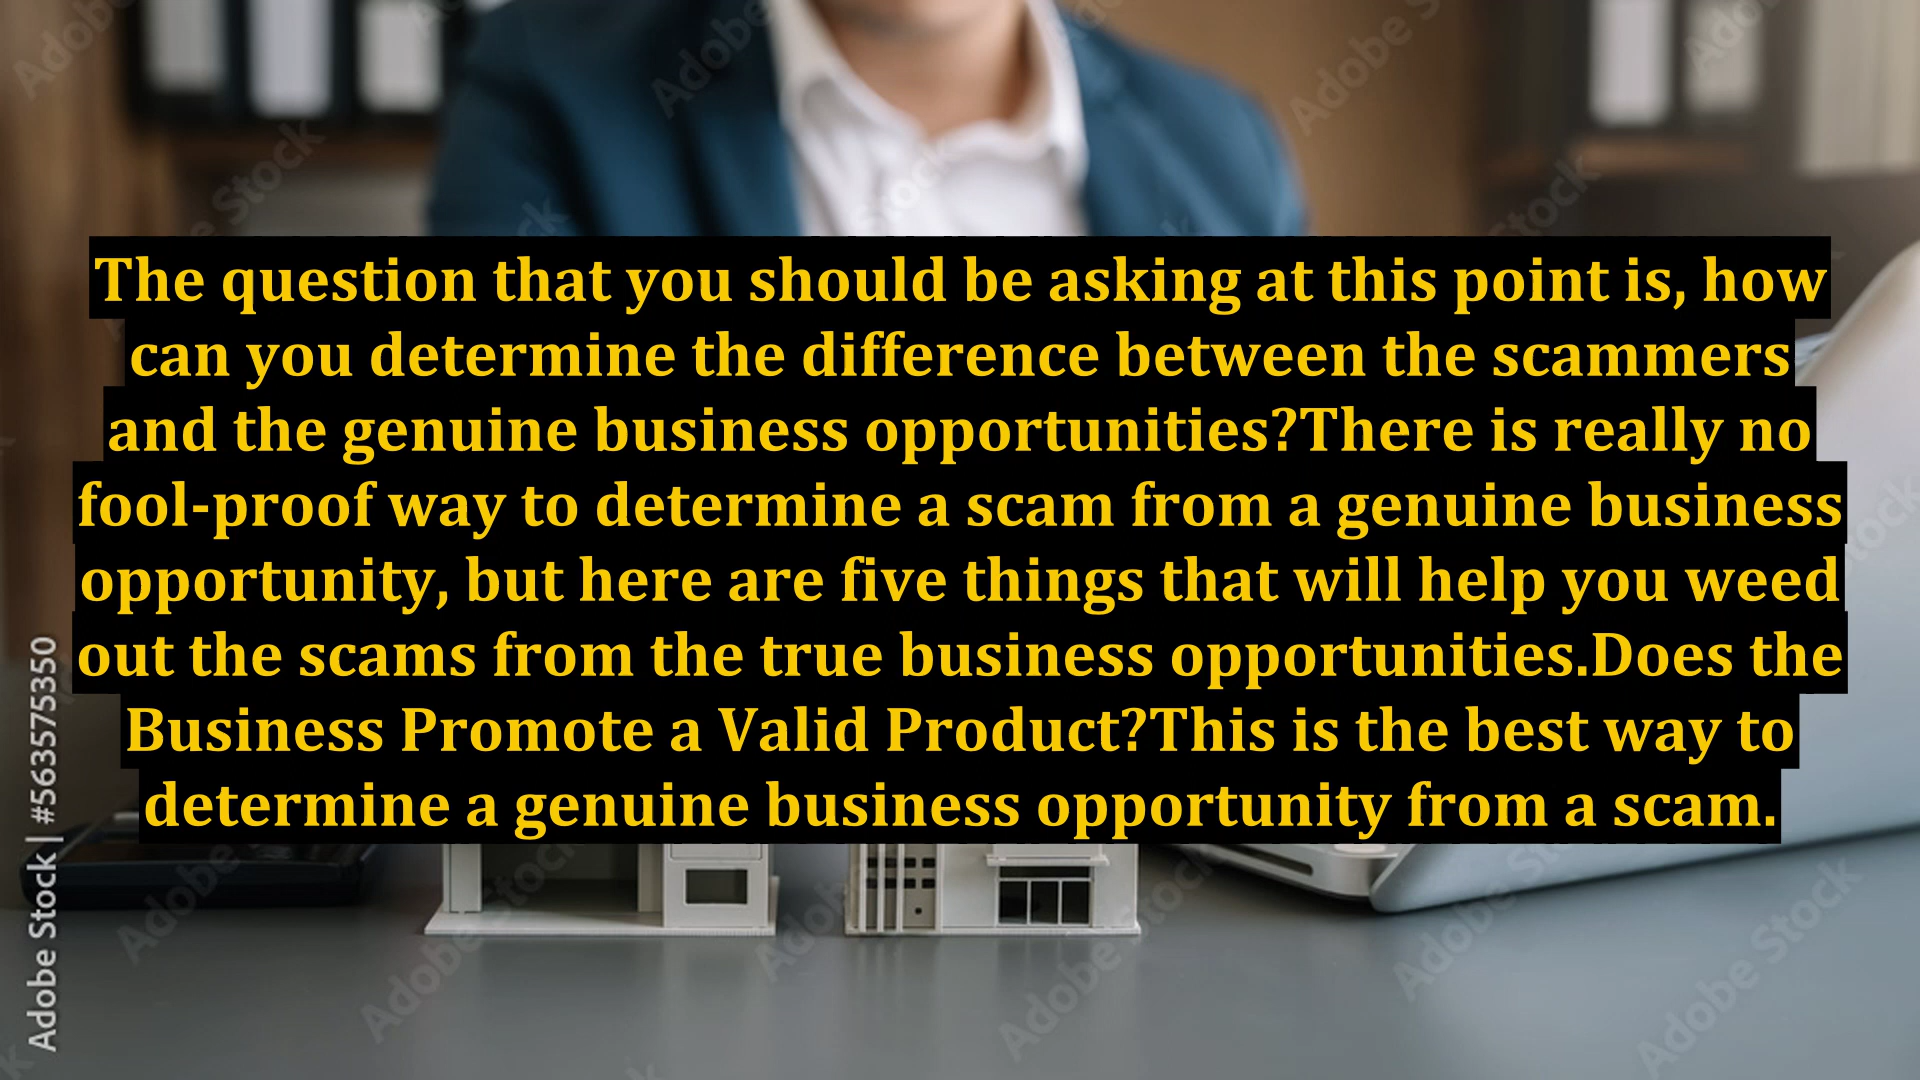 The question that you should be asking at this point is, how
can you determine the difference between the scammers
and the genuine business opportunities?There is really no
fool-proof way to determine a scam from a genuine business
opportunity, but here are five things that will help you weed
out the scams from the true business opportunities.Does the
Business Promote a Valid Product?This is the best way to
determine a genuine business opportunity from a scam.
Adobe Stock | #563575350